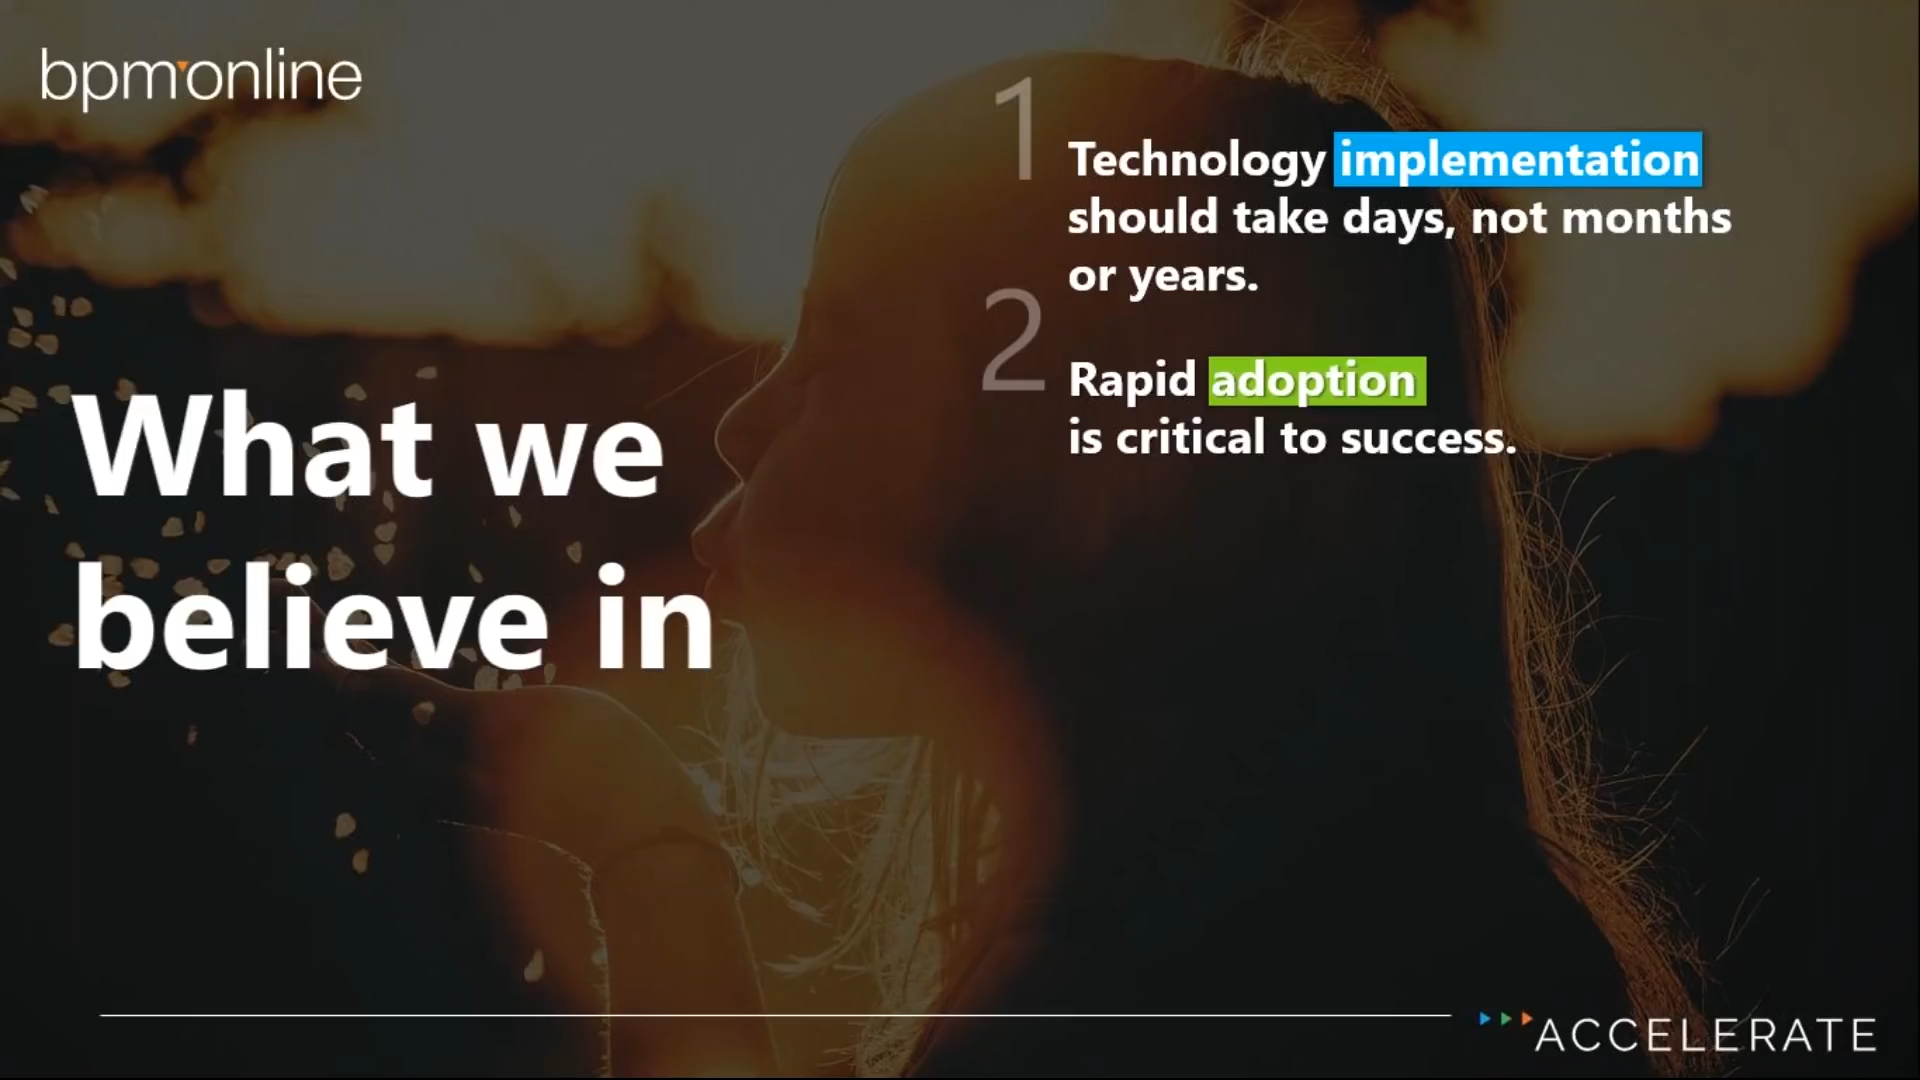 bpm'online
What we
believe in
1
Technology implementation
should take days, not months
or years.
2
Rapid adoption
is critical to success.
ACCELERATE